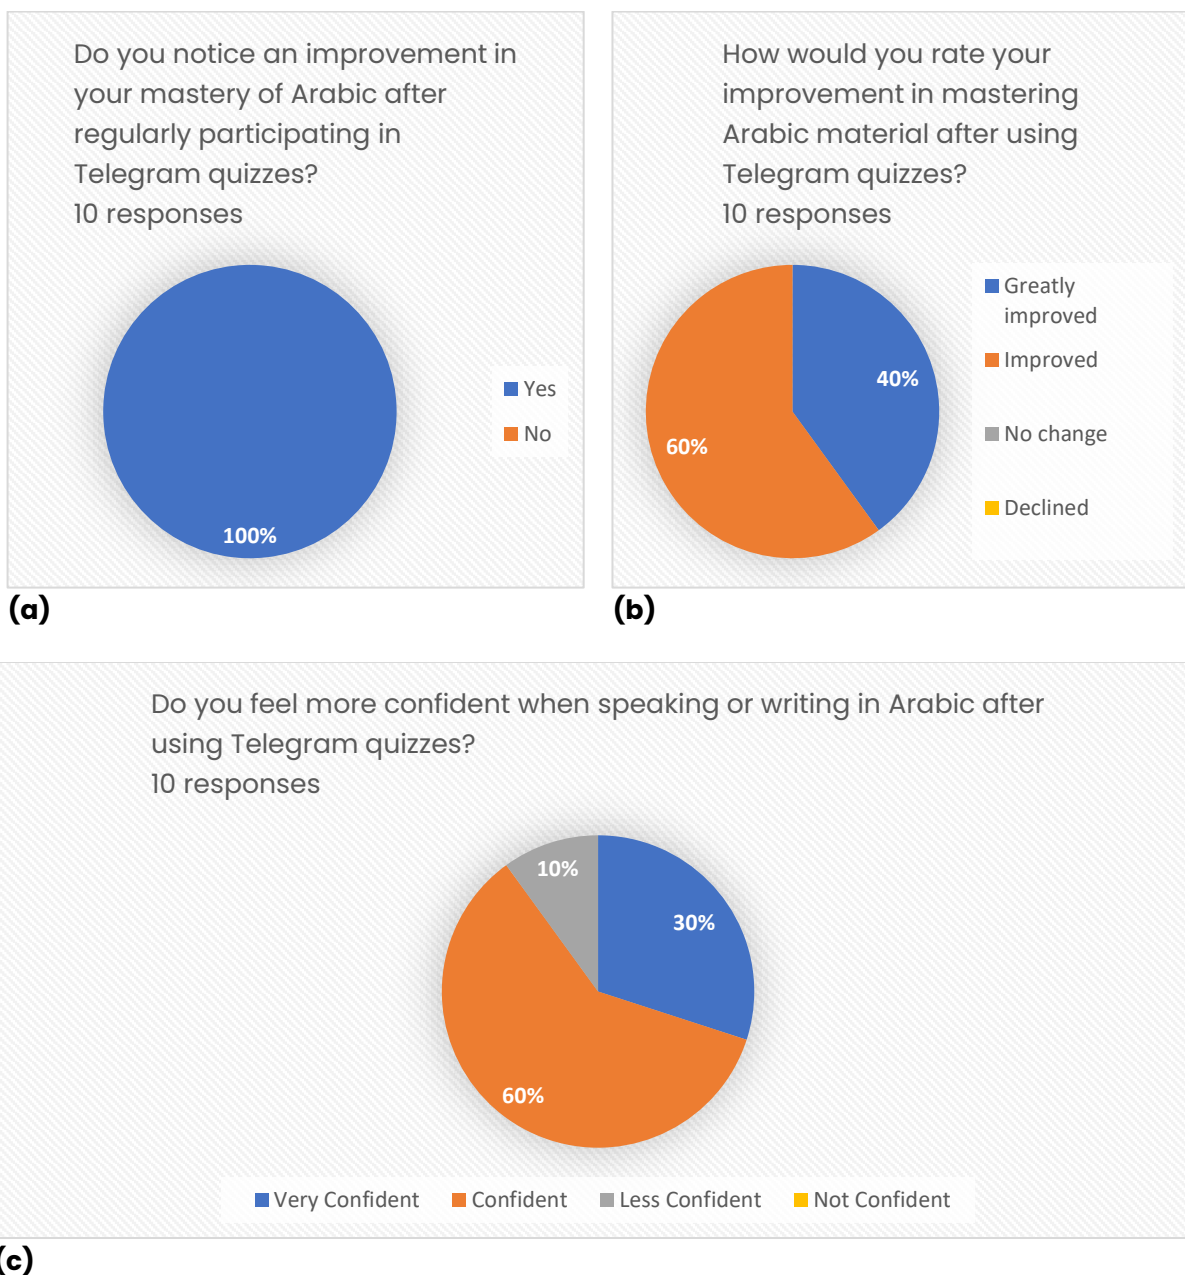 Do you notice an improvement in
your mastery of Arabic after
regularly participating in
Telegram quizzes?
10 responses
100%
Yes
No
(a)
How would you rate your
improvement in mastering
Arabic material after using
Telegram quizzes?
10 responses
40%
60%
Greatly
improved
Improved
No change
Declined
(b)
Do you feel more confident when speaking or writing in Arabic after
using Telegram quizzes?
10 responses
10%
30%
60%
Very Confident Confident Less Confident Not Confident
(c)